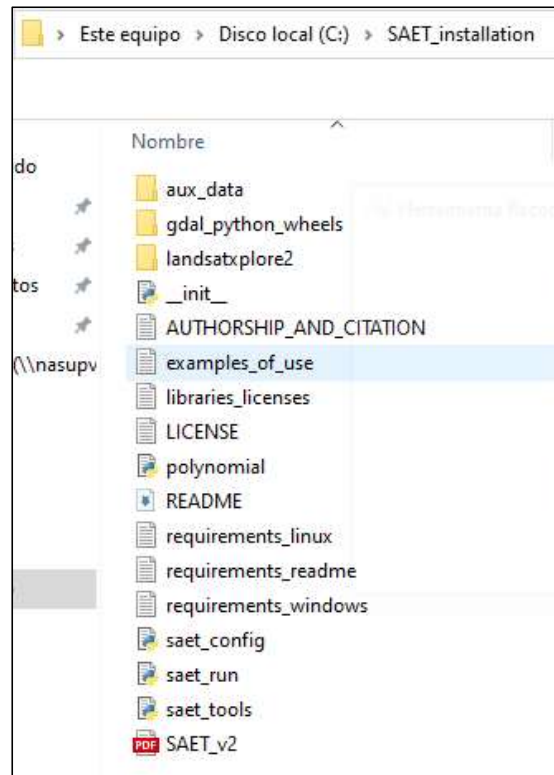 Este equipo > Disco local (C:) > SAET_installation
Nombre
do
aux_data
gdal_python_wheels
landsatxplore2
tos
__init__
AUTHORSHIP_AND_CITATION
(\\nasupv
examples_of_use
libraries_licenses
LICENSE
polynomial
README
requirements_linux
requirements_readme
requirements_windows
saet_config
saet_run
saet_tools
PDF SAET_v2